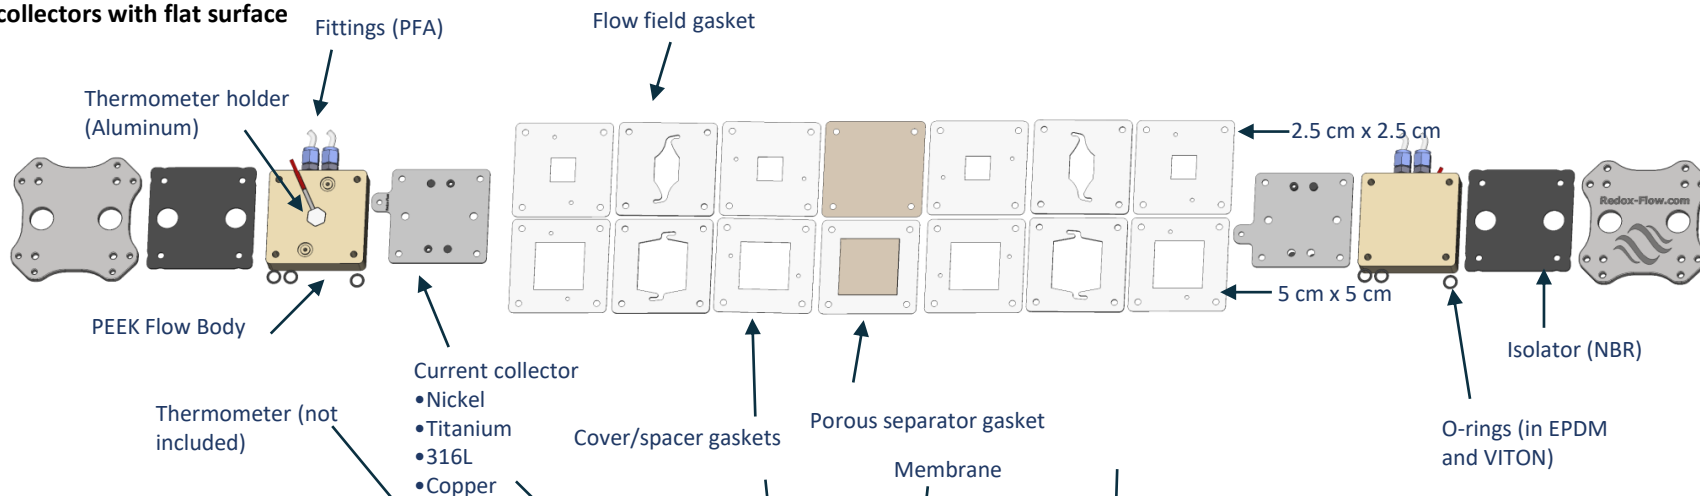 collectors with flat surface
Fittings (PFA)
Flow field gasket
Thermometer holder
(Aluminum)
2.5 cm x 2.5 cm
Redox-Flow.com
5 cm x 5 cm
PEEK Flow Body
Isolator (NBR)
Current collector
•Nickel
•Titanium
•316L
•Copper
Thermometer (not
included)
Cover/spacer gaskets
Porous separator gasket
Membrane
O-rings (in EPDM
and VITON)